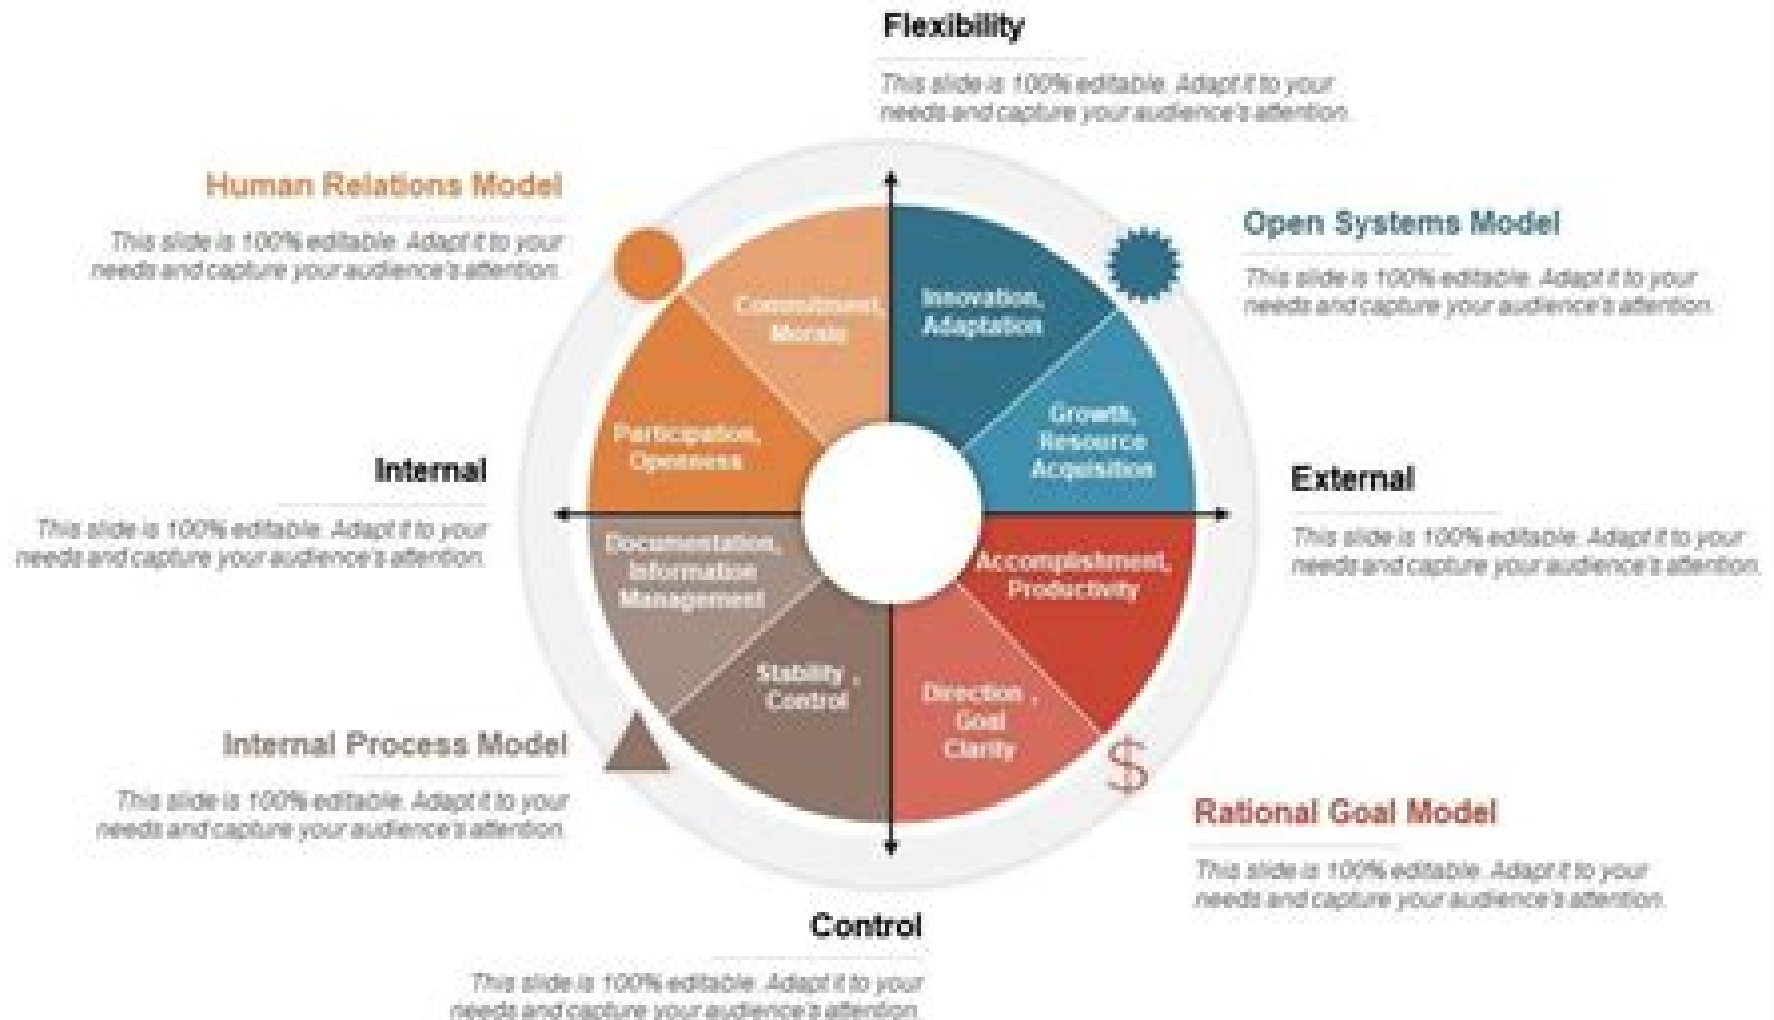 Flexibility
This slide is 100% editable. Adapt it to your
needs and capture your audience's attention.
Human Relations Model
This slide is 100% editable. Adapt it to your
needs and capture your audience's attention.
Open Systems Model
This slide is 100% editable. Adapt it to your
needs and capture your audience's attention.
Commitment,
Morale
Innovation,
Adaptation
Participation,
Openness
Growth,
Resource
Acquisition
Internal
This slide is 100% editable. Adapt it to your
needs and capture your audience's attention.
External
This slide is 100% editable. Adapt it to your
needs and capture your audience's attention.
Documentation,
Information
Management
Accomplishment,
Productivity
Stability ,
Control
Direction ,
Goal
Clarity
Internal Process Model
This slide is 100% editable. Adapt it to your
needs and capture your audience's attention.
$
Rational Goal Model
This slide is 100% editable. Adapt it to your
needs and capture your audience's attention.
Control
This slide is 100% editable. Adapt it to your
needs and capture your audience's attention.